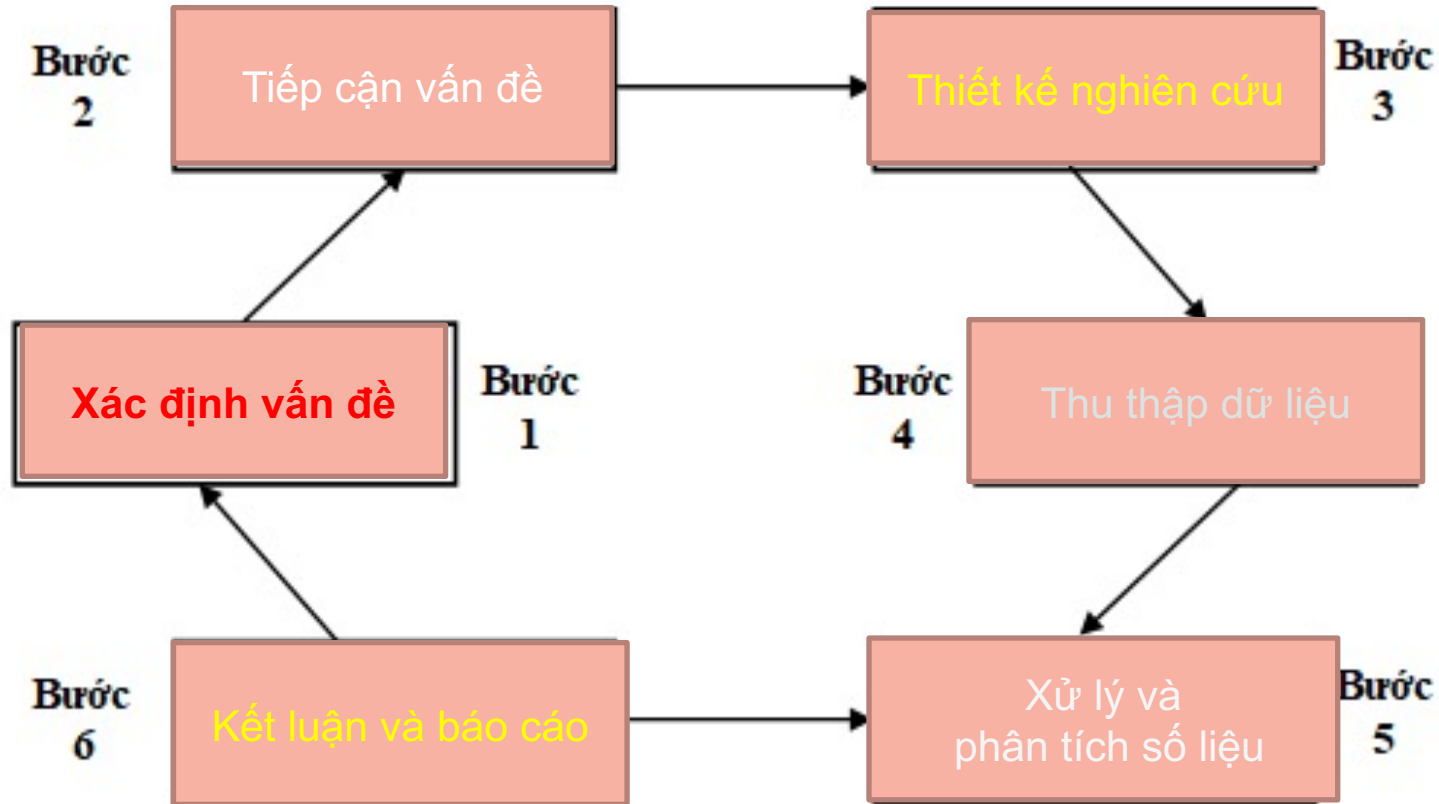 Bước
2
Tiếp cận vấn đề
Thiết kế nghiên cứu
Bước
3
Xác định vấn đề
Bước
1
Bước
4
Thu thập dữ liệu
Bước
6
Kết luận và báo cáo
Xử lý và
phân tích số liệu
Bước
5